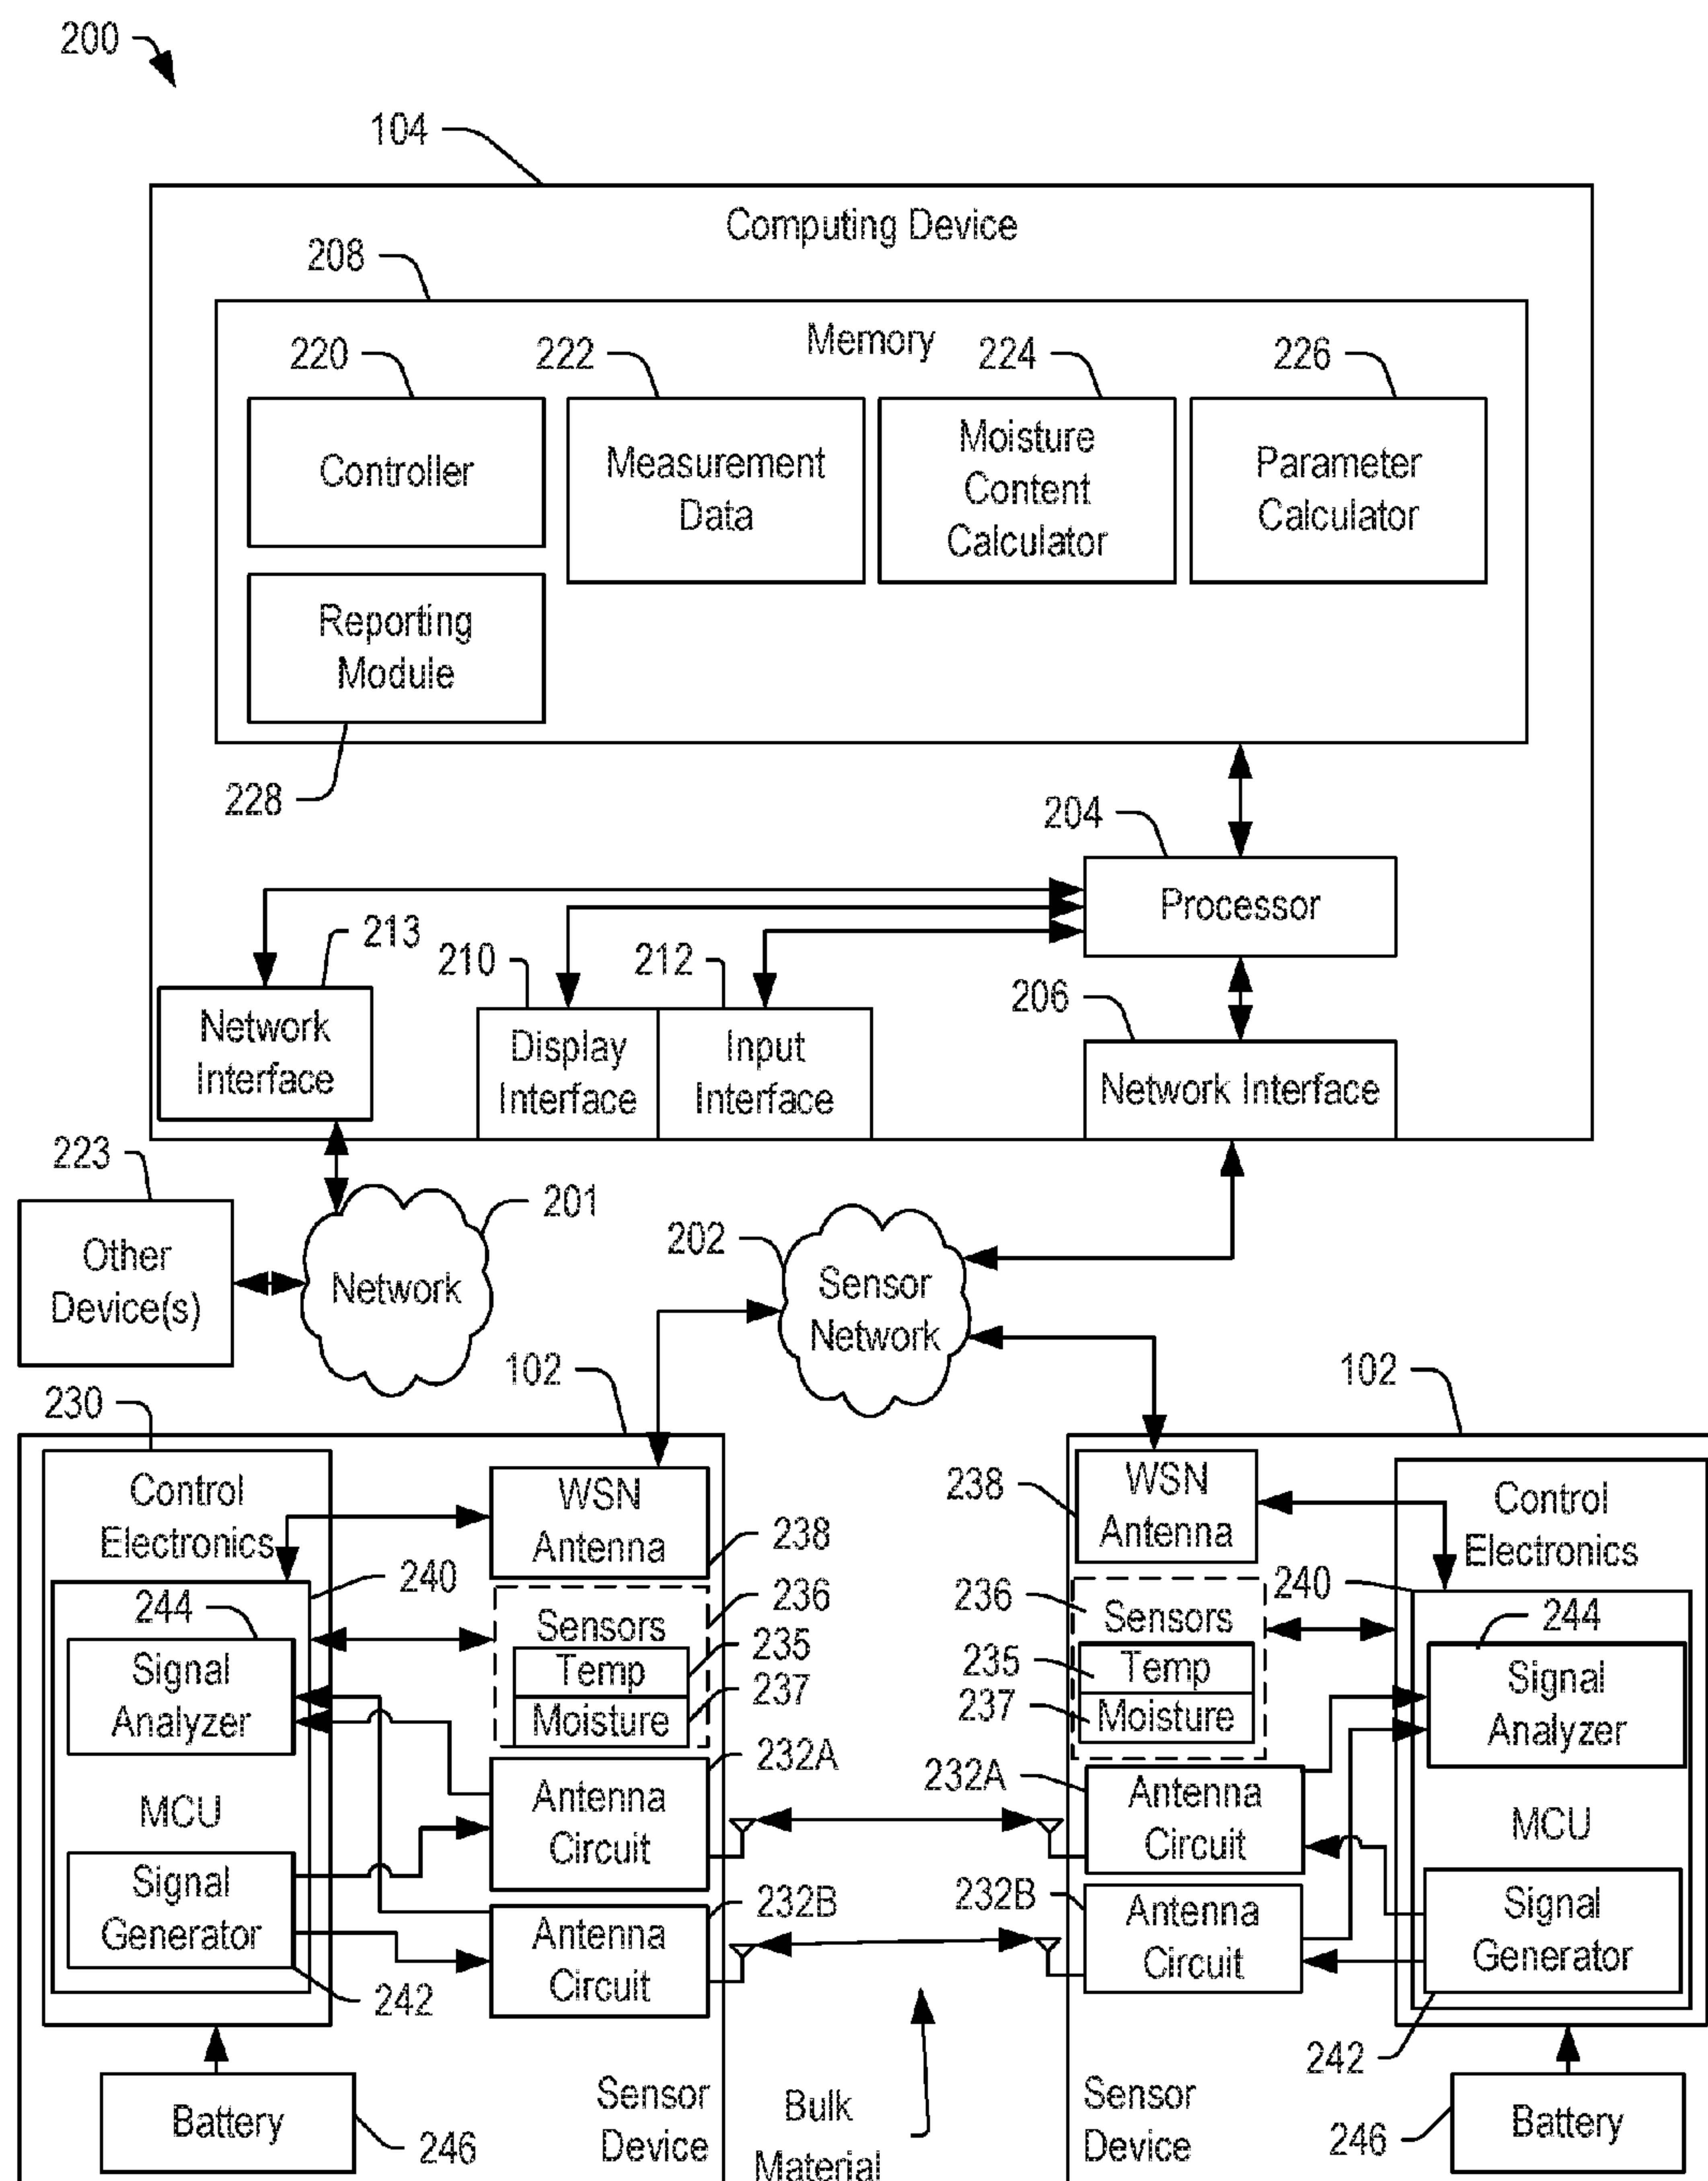 200
104
Computing Device
208
Memory
220
222
224
226
Controller
Measurement
Data
Moisture
Content
Calculator
Parameter
Calculator
Reporting
Module
228
204
Processor
213
210
212
206
Network
Interface
Display
Interface
Input
Interface
Network Interface
223
201
202
Other
Device(s)
Network
Sensor
Network
102
102
230
Control
Electronics
WSN
Antenna
238
240
244
Signal
Analyzer
236
Sensors
235
Temp
237
Moisture
MCU
232A
Antenna
Circuit
Signal
Generator
232B
Antenna
Circuit
242
Battery
246
Sensor
Device
Bulk
Material
238
WSN
Antenna
Control
Electronics
236
Sensors
240
244
235
Temp
237
Moisture
Signal
Analyzer
232A
Antenna
Circuit
MCU
232B
Antenna
Circuit
Signal
Generator
242
Sensor
Device
246
Battery